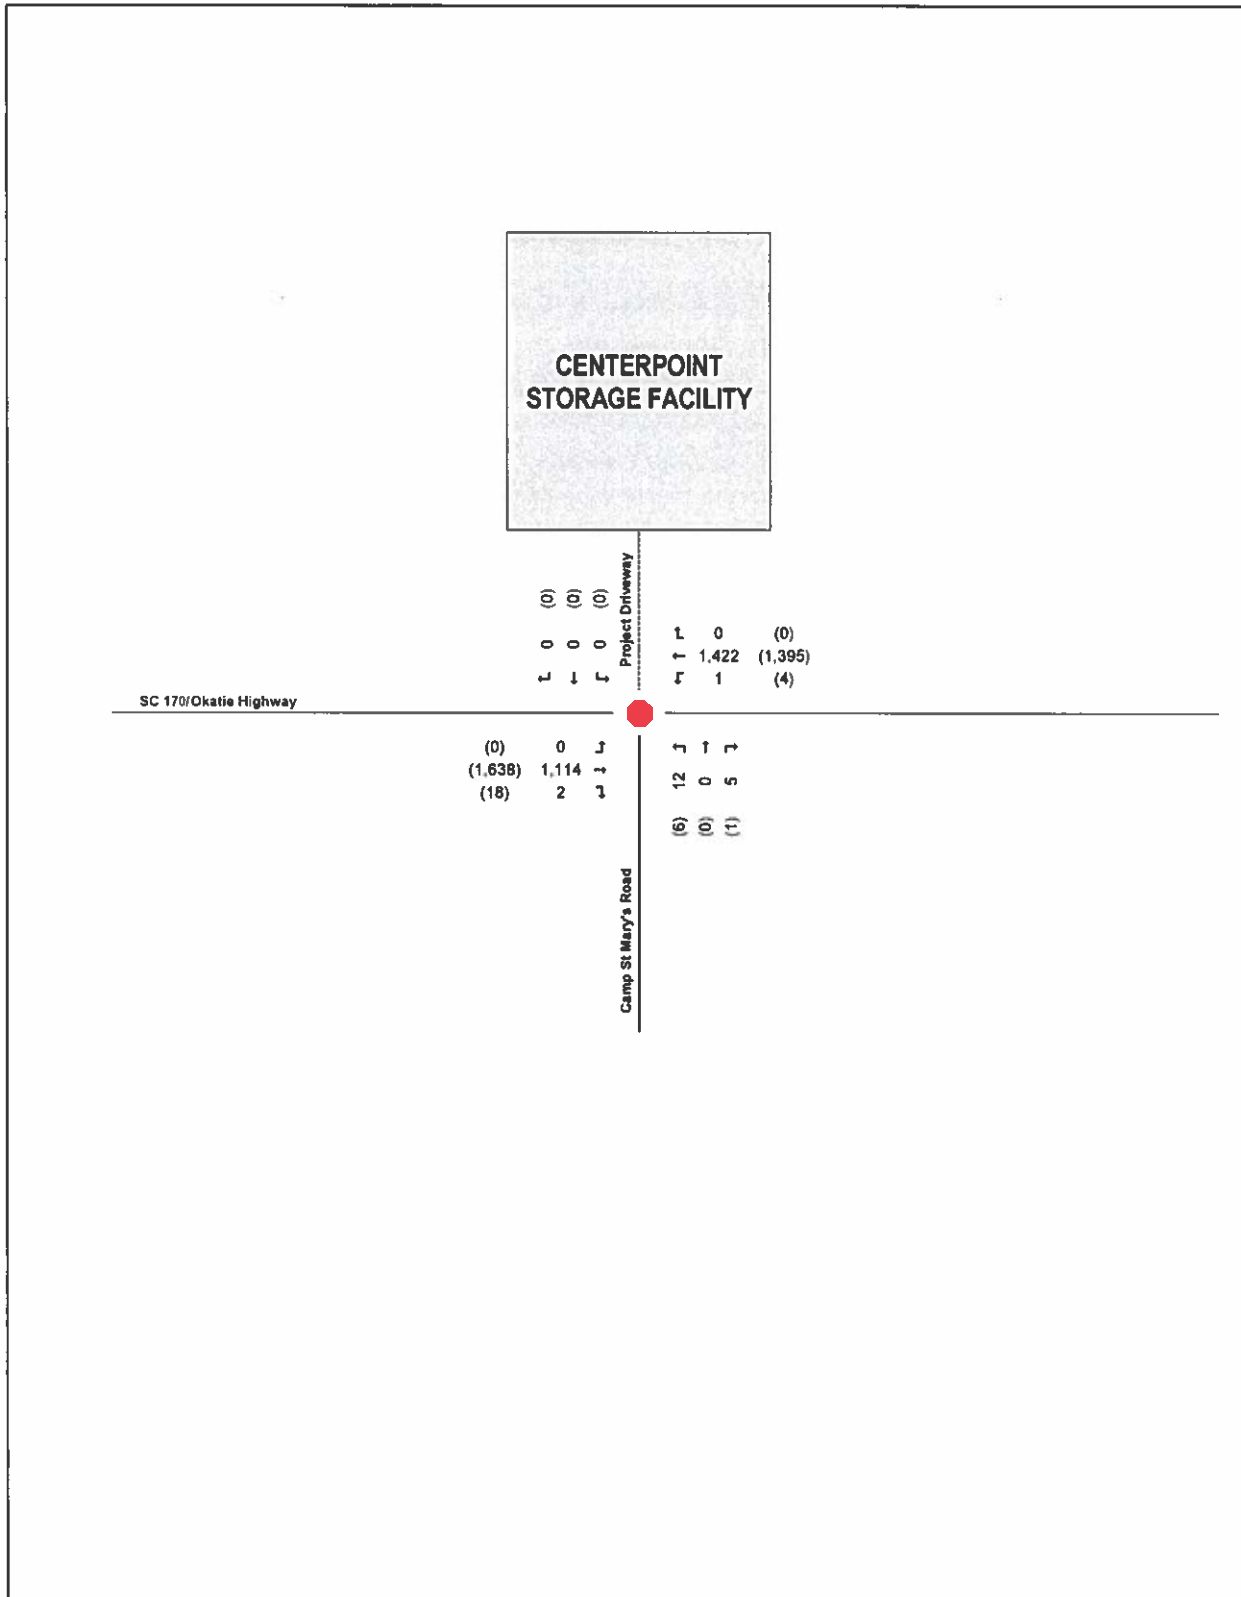 CENTERPOINT
STORAGE FACILITY
Project Driveway
0 (0)
0 (0)
0 (0)
0 (0)
1,422 (1,395)
1 (4)
SC 170/Okatie Highway
(0) 0
(1,638) 1,114
(18) 2
(6) 12
(0) 0
(1) 5
Camp St Mary's Road